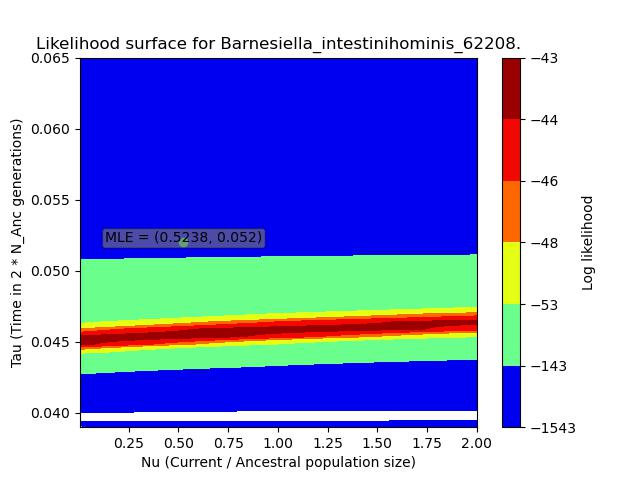 Likelihood surface for Barnesiella_intestinihominis_62208.
0.065
0.060
0.055
0.050
0.045
0.040
Tau (Time in 2 * N_Anc generations)
MLE = (0.5238, 0.052)
0.25 0.50 0.75 1.00 1.25 1.50 1.75 2.00
Nu (Current / Ancestral population size)
−43
−44
−46
−48
−53
−143
−1543
Log likelihood